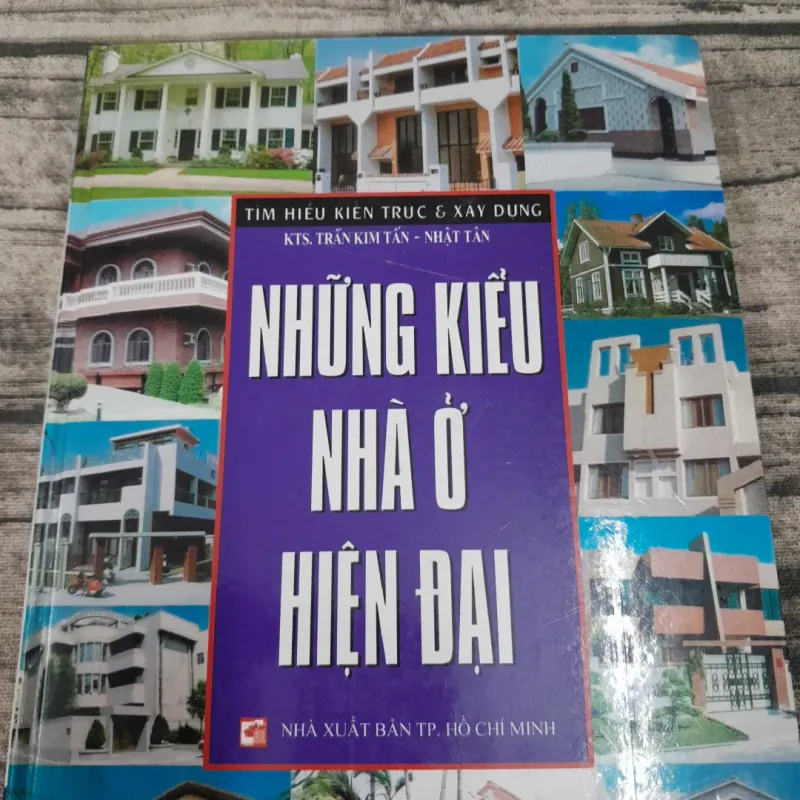 TÌM HIỂU KIẾN TRÚC & XÂY DỰNG
KTS. TRẦN KIM TẤN - NHẬT TÂN
NHỮNG KIỂU
NHÀ Ở
HIỆN ĐẠI
NHÀ XUẤT BẢN TP. HỒ CHÍ MINH